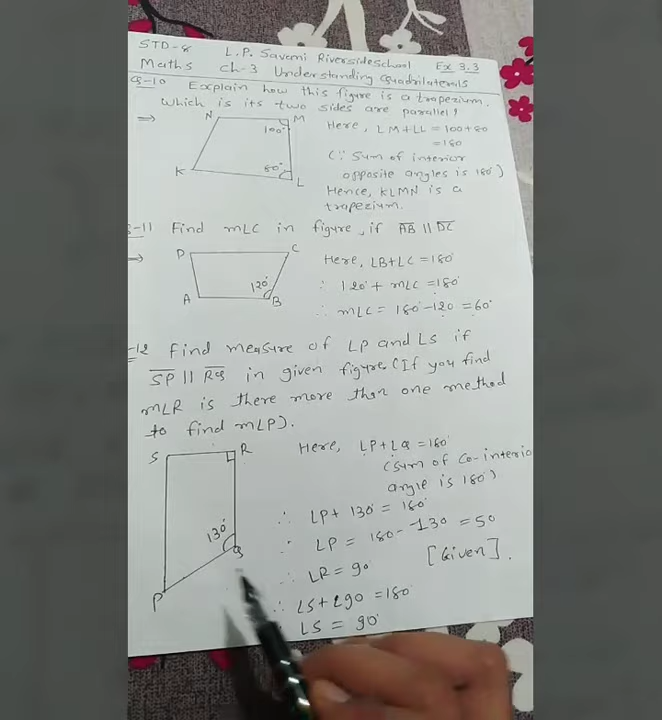 STD-8 L.P. Savani Riverside School Ex 3.3
Maths Ch-3 Understanding Quadrilaterals
Q-10 Explain how this figure is a trapezium.
Which is its two sides are parallel?
⇒ N M 100° K 80° L
Here, ∠M+∠L = 100+80
=180
(∵ Sum of interior
opposite angles is 180°)
Hence, KLMN is a
trapezium.
-11 Find m∠C in figure, if AB || DC
⇒ D C A 120° B
Here, ∠B+∠C = 180°
∴ 120° + m∠C = 180°
∴ m∠C = 180°-120 = 60°
-12 Find measure of ∠P and ∠S if
SP || RQ in given figure. (If you find
m∠R is there more than one method
to find m∠P).
S R 130° Q P
Here, ∠P+∠Q = 180°
(sum of Co-interio
angle is 180°)
∴ ∠P + 130° = 180°
∴ ∠P = 180-130 = 50
∴ ∠R = 90° [Given].
∴ ∠S + ∠90 = 180°
∠S = 90°